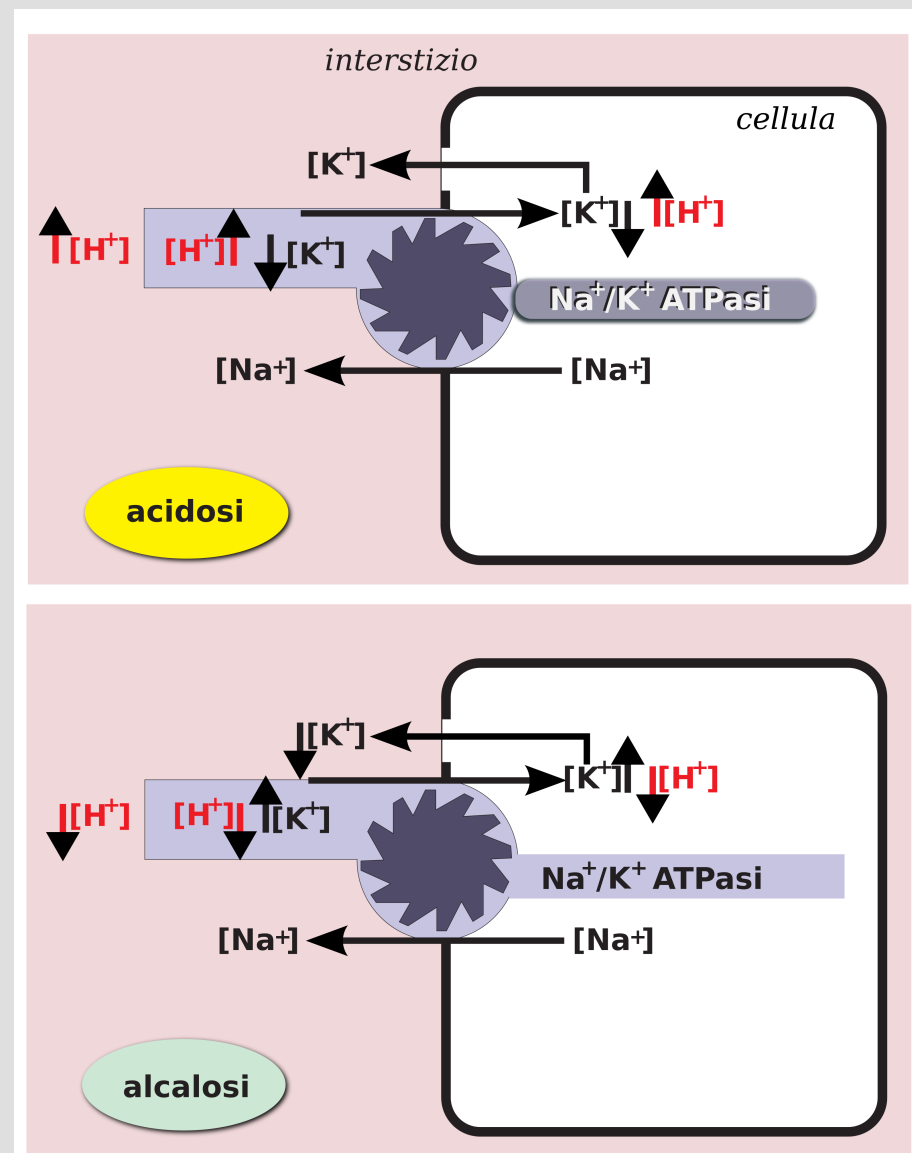 interstizio
cellula
[K+]
[H+] [H+] [K+] [K+] [H+]
Na+/K+ ATPasi
[Na+] [Na+]
acidosi
[K+]
[K+] [H+]
[H+] [H+] [K+]
Na+/K+ ATPasi
[Na+] [Na+]
alcalosi